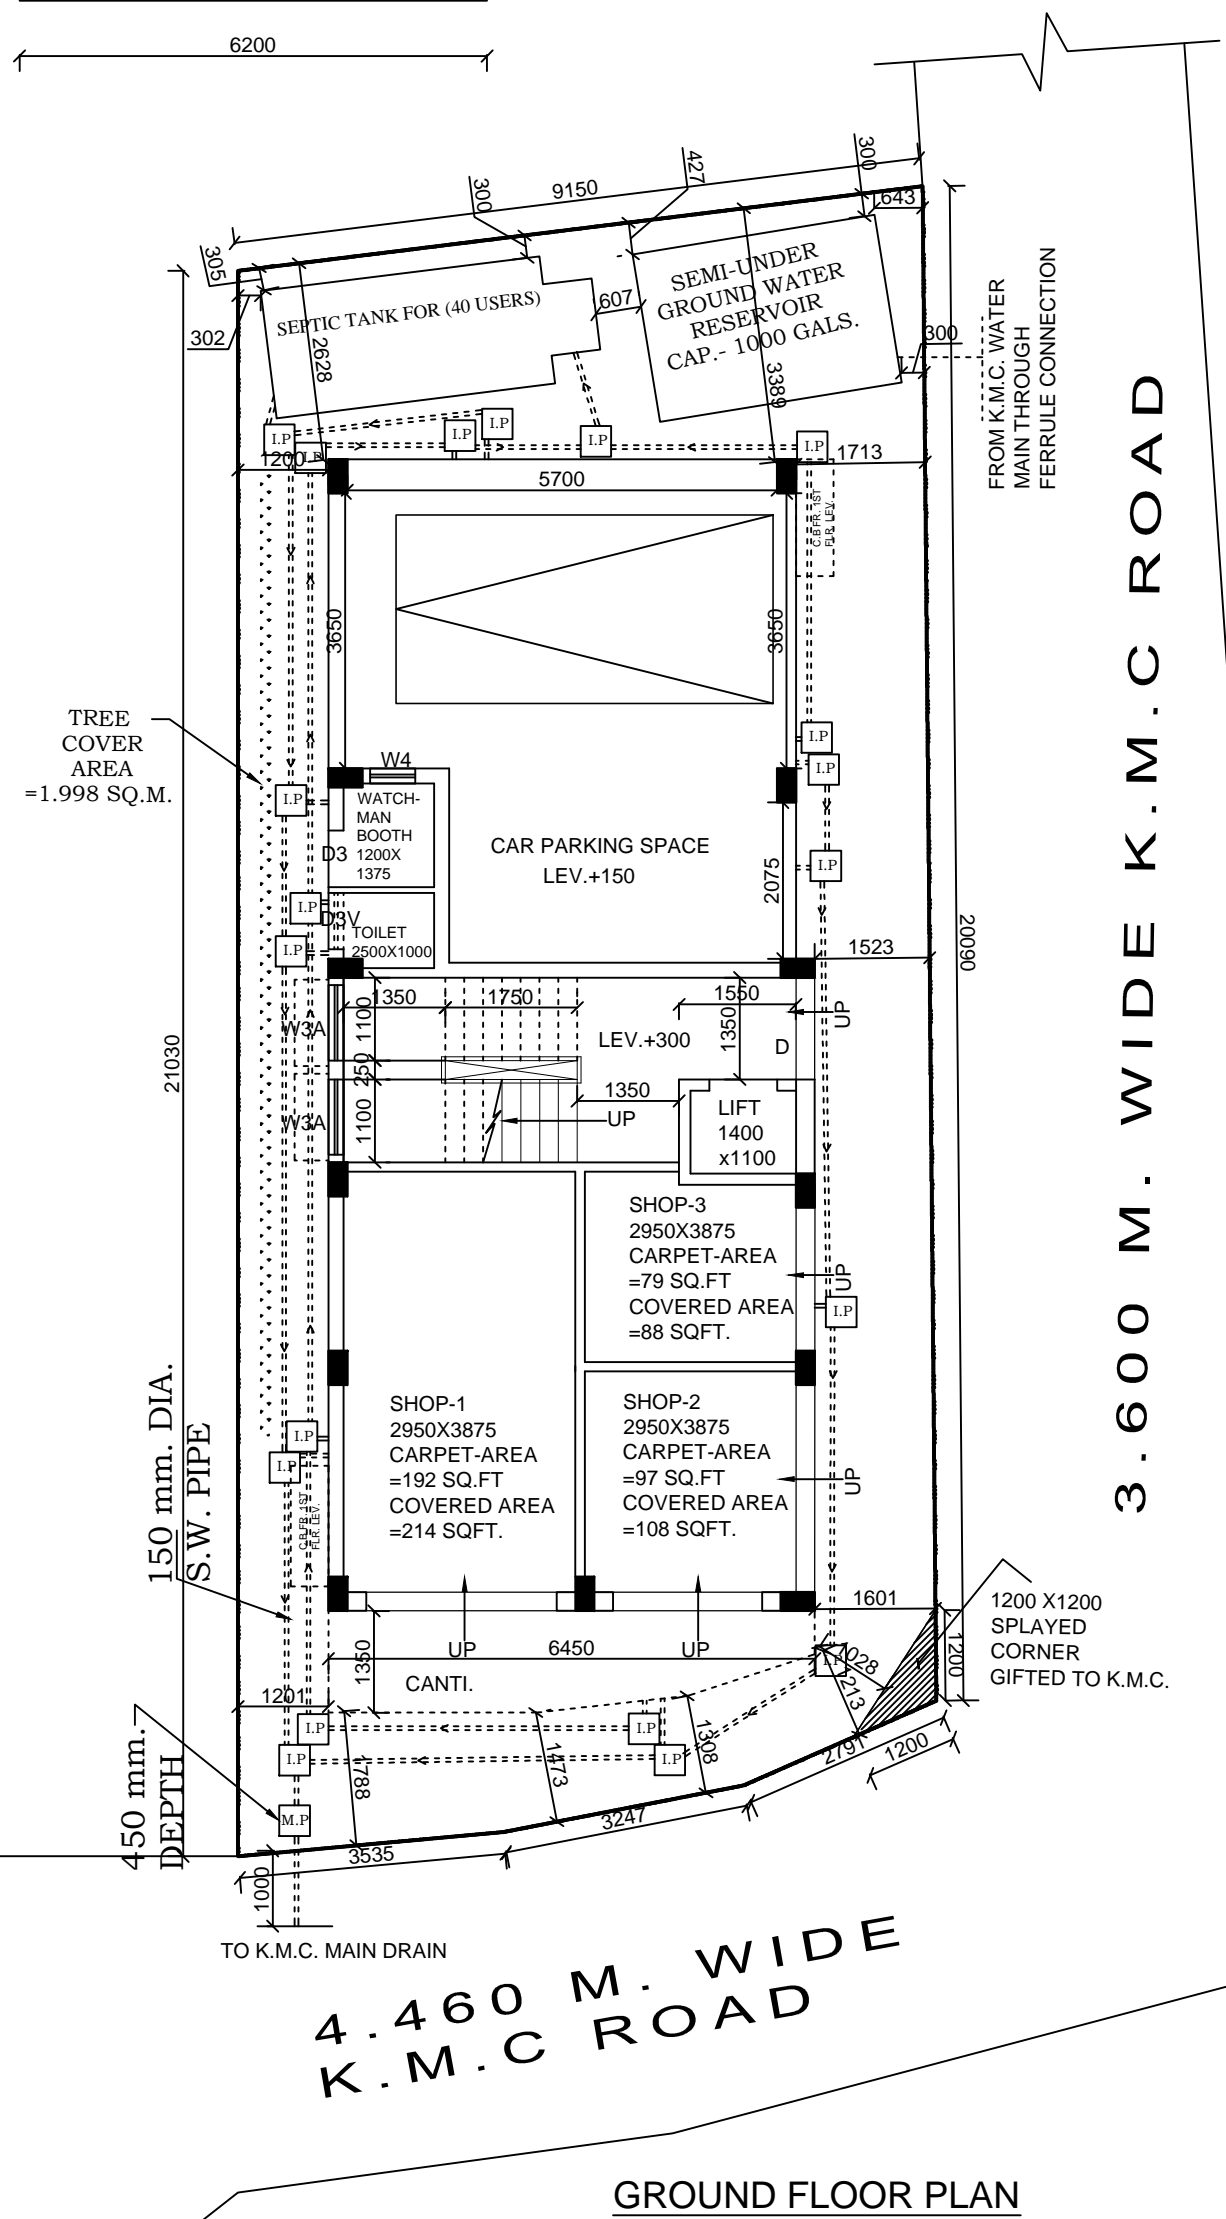 6200
9150
427
300
300
643
305
302
SEPTIC TANK FOR (40 USERS)
2628
607
SEMI-UNDER
GROUND WATER
RESERVOIR
CAP.- 1000 GALS.
3389
300
FROM K.M.C. WATER
MAIN THROUGH
FERRULE CONNECTION
I.P
I.P
I.P
I.P
I.P
I.P
1200
1713
5700
C.B FR. 1ST
FLR. LEV.
3650
3650
3.600 M. WIDE K.M.C ROAD
TREE
COVER
AREA
=1.998 SQ.M.
I.P
I.P
I.P
W4
WATCH-
MAN
BOOTH
1200X
1375
D3
CAR PARKING SPACE
LEV.+150
2075
I.P
I.P
D3V
TOILET
2500X1000
I.P
1523
20090
21030
1350
1750
1550
1100
W3A
250
LEV.+300
1350
D
UP
1100
W3A
1350
UP
LIFT
1400
x1100
SHOP-3
2950X3875
CARPET-AREA
=79 SQ.FT
COVERED AREA
=88 SQFT.
UP
I.P
SHOP-1
2950X3875
CARPET-AREA
=192 SQ.FT
COVERED AREA
=214 SQFT.
SHOP-2
2950X3875
CARPET-AREA
=97 SQ.FT
COVERED AREA
=108 SQFT.
UP
150 mm. DIA.
S.W. PIPE
I.P
I.P
C.B FR. 1ST
FLR. LEV.
1601
1200 X1200
SPLAYED
CORNER
GIFTED TO K.M.C.
1200
1350
UP
6450
UP
I.P
1028
1213
CANTI.
1201
450 mm.
DEPTH
I.P
I.P
I.P
I.P
1788
1473
1308
2791
1200
M.P
3247
3535
1000
TO K.M.C. MAIN DRAIN
4.460 M. WIDE
K.M.C ROAD
GROUND FLOOR PLAN